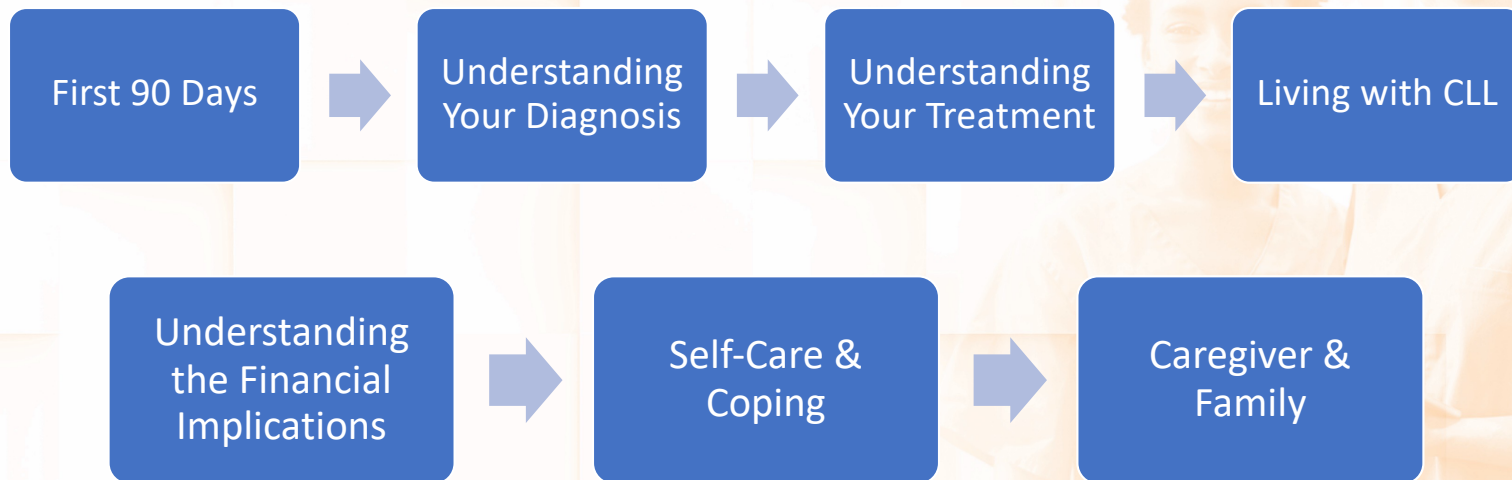 First 90 Days
Understanding
Your Diagnosis
Understanding
Your Treatment
Living with CLL
Understanding
the Financial
Implications
Self-Care &
Coping
Caregiver &
Family